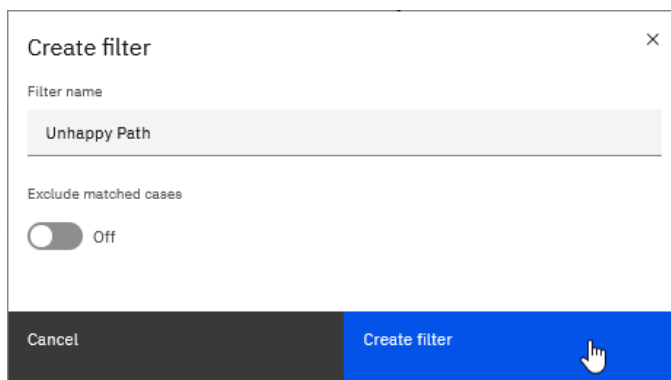 Create filter
Filter name
Unhappy Path
Exclude matched cases
Off
Cancel
Create filter